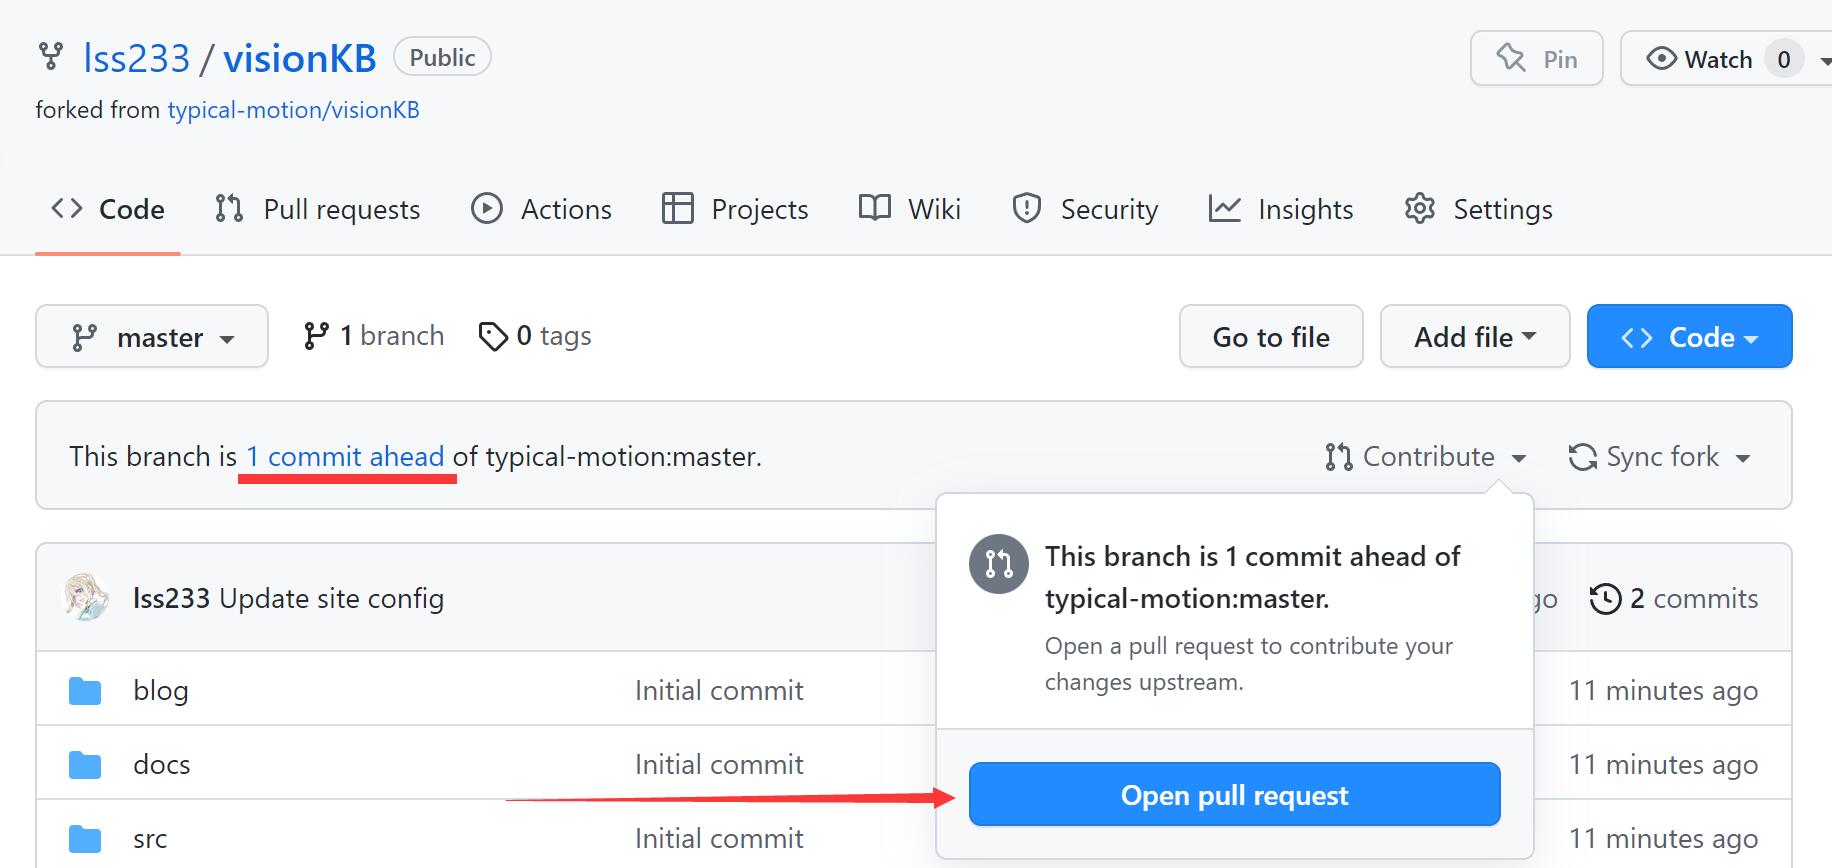 lss233 / visionKB Public Pin Watch 0
forked from typical-motion/visionKB
Code Pull requests Actions Projects Wiki Security Insights Settings
master 1 branch 0 tags Go to file Add file Code
This branch is 1 commit ahead of typical-motion:master. Contribute Sync fork
This branch is 1 commit ahead of
typical-motion:master.
Open a pull request to contribute your
changes upstream.
Open pull request
lss233 Update site config go 2 commits
blog Initial commit 11 minutes ago
docs Initial commit 11 minutes ago
src Initial commit 11 minutes ago